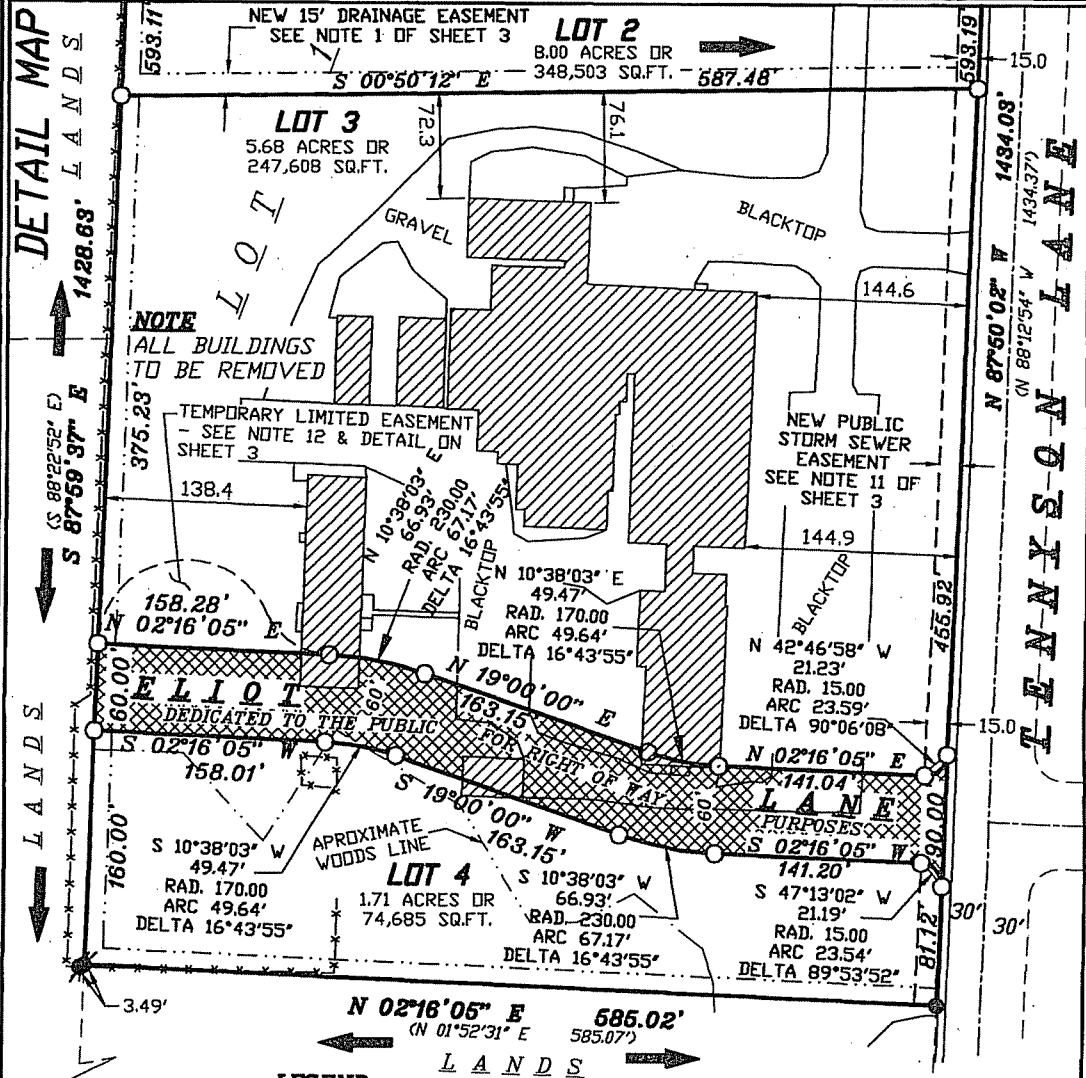 DETAIL MAP
593.11'
L A N D S
NEW 15' DRAINAGE EASEMENT
SEE NOTE 1 OF SHEET 3
LOT 2
8.00 ACRES OR
348,503 SQ.FT.
593.19'
15.0
S 00°50'12" E
587.48'
LOT 3
5.68 ACRES OR
247,608 SQ.FT.
72.3
76.1
1428.63'
L O T
GRAVEL
BLACKTOP
144.6
1434.03'
1434.37')
N 87°50'02" W
(N 88°12'54" W
T E N N Y S O N L A N E
NOTE
ALL BUILDINGS
TO BE REMOVED
(S 88°22'52" E)
S 87°59'37" E
375.23'
TEMPORARY LIMITED EASEMENT
- SEE NOTE 12 & DETAIL ON
SHEET 3
138.4
N 10°38'03" E
66.93'
RAD. 230.00
ARC 67.17'
DELTA 16°43'55"
BLACKTOP
NEW PUBLIC
STORM SEWER
EASEMENT
SEE NOTE 11 OF
SHEET 3
144.9
BLACKTOP
455.92'
N 10°38'03" E
49.47'
RAD. 170.00
ARC 49.64'
DELTA 16°43'55"
158.28'
N 02°16'05" E
N 19°00'00" E
163.15'
N 42°46'58" W
21.23'
RAD. 15.00
ARC 23.59'
DELTA 90°06'08"
15.0
60.00'
E L I O T
60'
DEDICATED TO THE PUBLIC
FOR RIGHT OF WAY
N 02°16'05" E
141.04'
L A N E
PURPOSES
60'
90.00'
S 02°16'05" W
158.01'
S 19°00'00" W
163.15'
S 02°16'05" W
141.20'
L A N D S
160.00'
S 10°38'03" W
49.47'
RAD. 170.00
ARC 49.64'
DELTA 16°43'55"
APROXIMATE
WOODS LINE
LOT 4
1.71 ACRES OR
74,685 SQ.FT.
S 10°38'03" W
66.93'
RAD. 230.00
ARC 67.17'
DELTA 16°43'55"
S 47°13'02" W
21.19'
RAD. 15.00
ARC 23.54'
DELTA 89°53'52"
81.12'
30'
30'
3.49'
N 02°16'05" E 585.02'
(N 01°52'31" E 585.07')
L A N D S
LEGEND